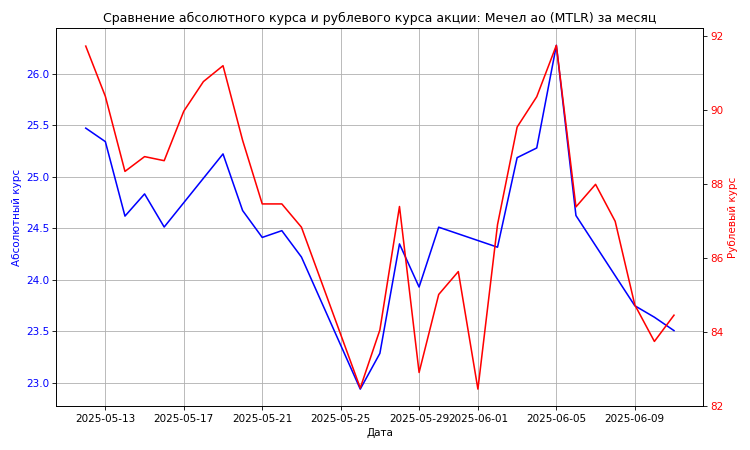 Сравнение абсолютного курса и рублевого курса акции: Мечел ао (MTLR) за месяц
Абсолютный курс
26.0
25.5
25.0
24.5
24.0
23.5
23.0
92
90
88
86
84
82
Рублевый курс
2025-05-13 2025-05-17 2025-05-21 2025-05-25 2025-05-29 2025-06-01 2025-06-05 2025-06-09
Дата